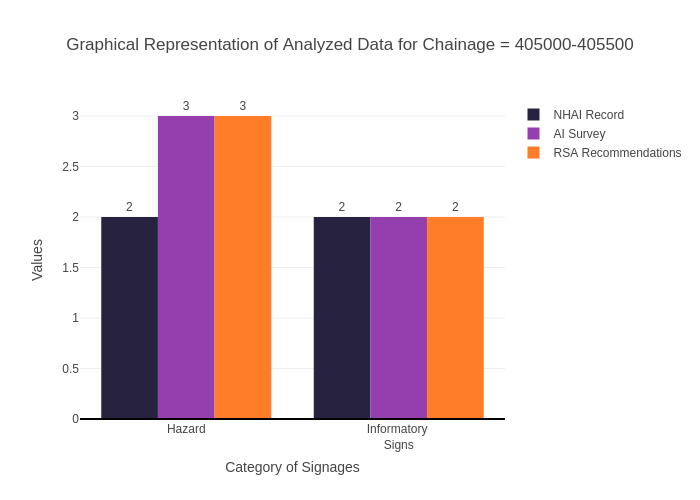 Graphical Representation of Analyzed Data for Chainage = 405000-405500
NHAI Record
AI Survey
RSA Recommendations
3
2.5
2
1.5
1
0.5
0
Values
2
3
3
2
2
2
Hazard
Informatory
Signs
Category of Signages